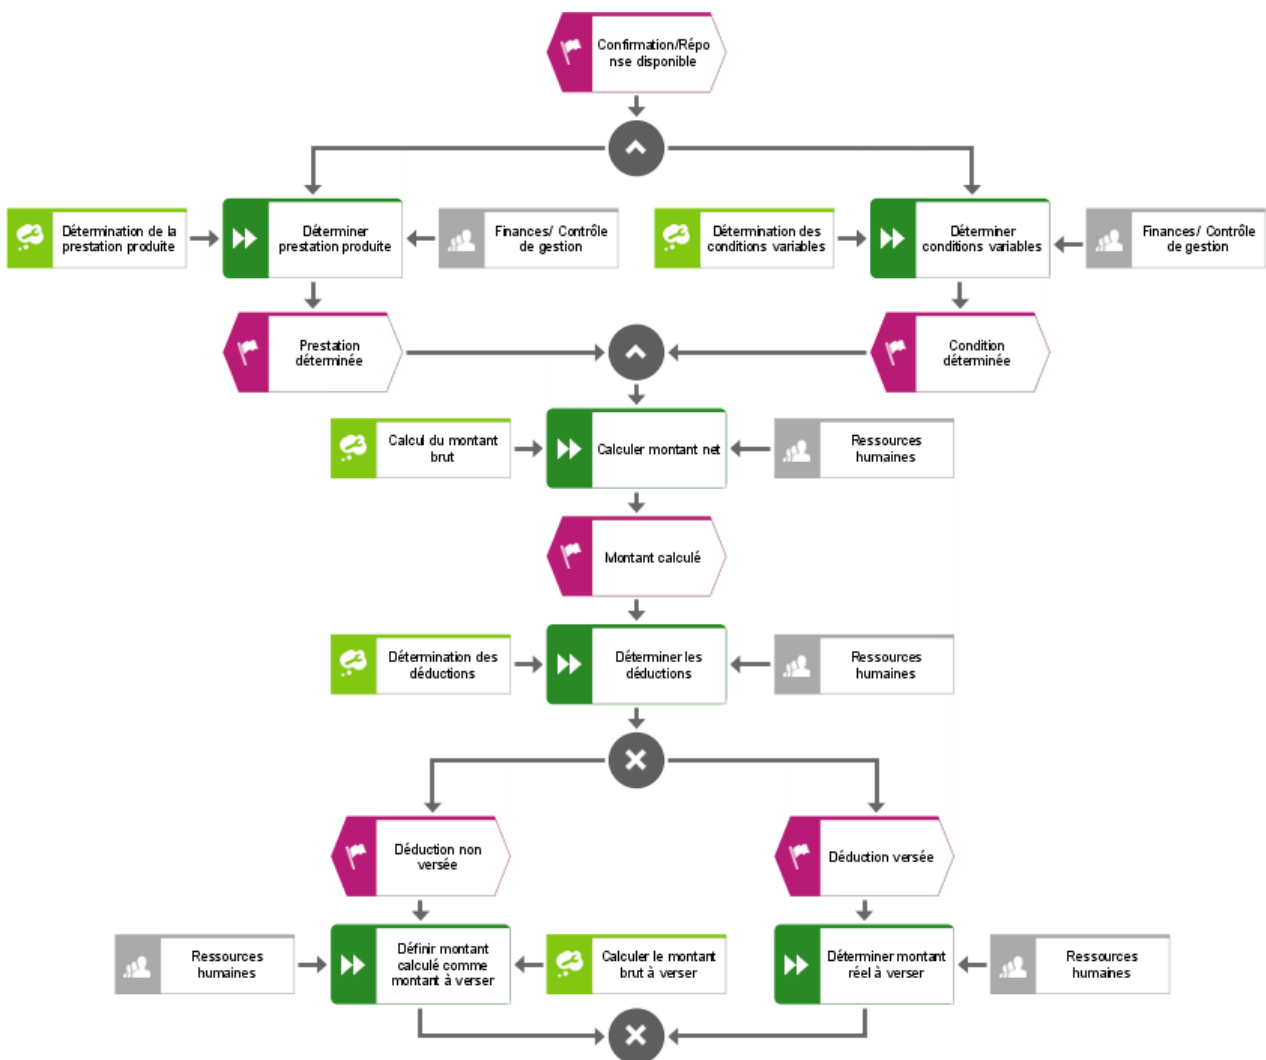 Confirmation/Répo
nse disponible
Détermination de la
prestation produite
Déterminer
prestation produite
Finances/ Contrôle
de gestion
Détermination des
conditions variables
Déterminer
conditions variables
Finances/ Contrôle
de gestion
Prestation
déterminée
Condition
déterminée
Calcul du montant
brut
Calculer montant net
Ressources
humaines
Montant calculé
Détermination des
déductions
Déterminer les
déductions
Ressources
humaines
Déduction non
versée
Déduction versée
Ressources
humaines
Définir montant
calculé comme
montant à verser
Calculer le montant
brut à verser
Déterminer montant
réel à verser
Ressources
humaines